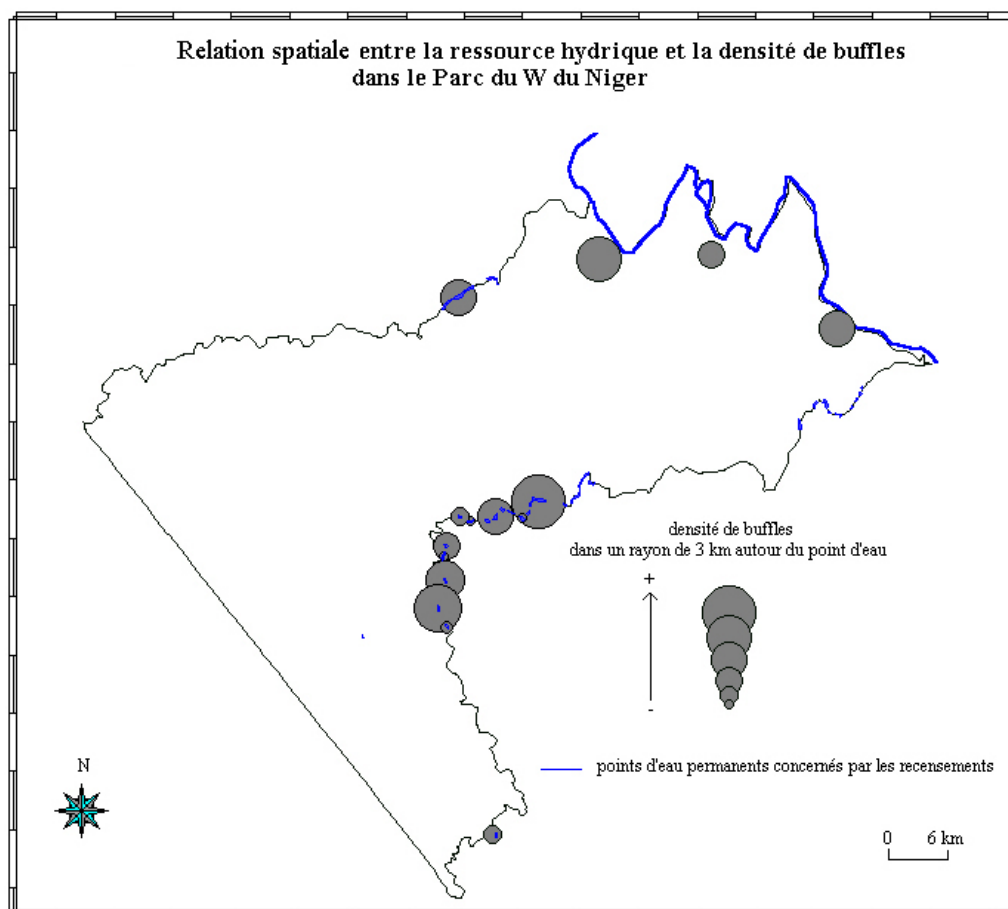 Relation spatiale entre la ressource hydrique et la densité de buffles
dans le Parc du W du Niger
densité de buffles
dans un rayon de 3 km autour du point d'eau
+
-
points d'eau permanents concernés par les recensements
N
0 6 km